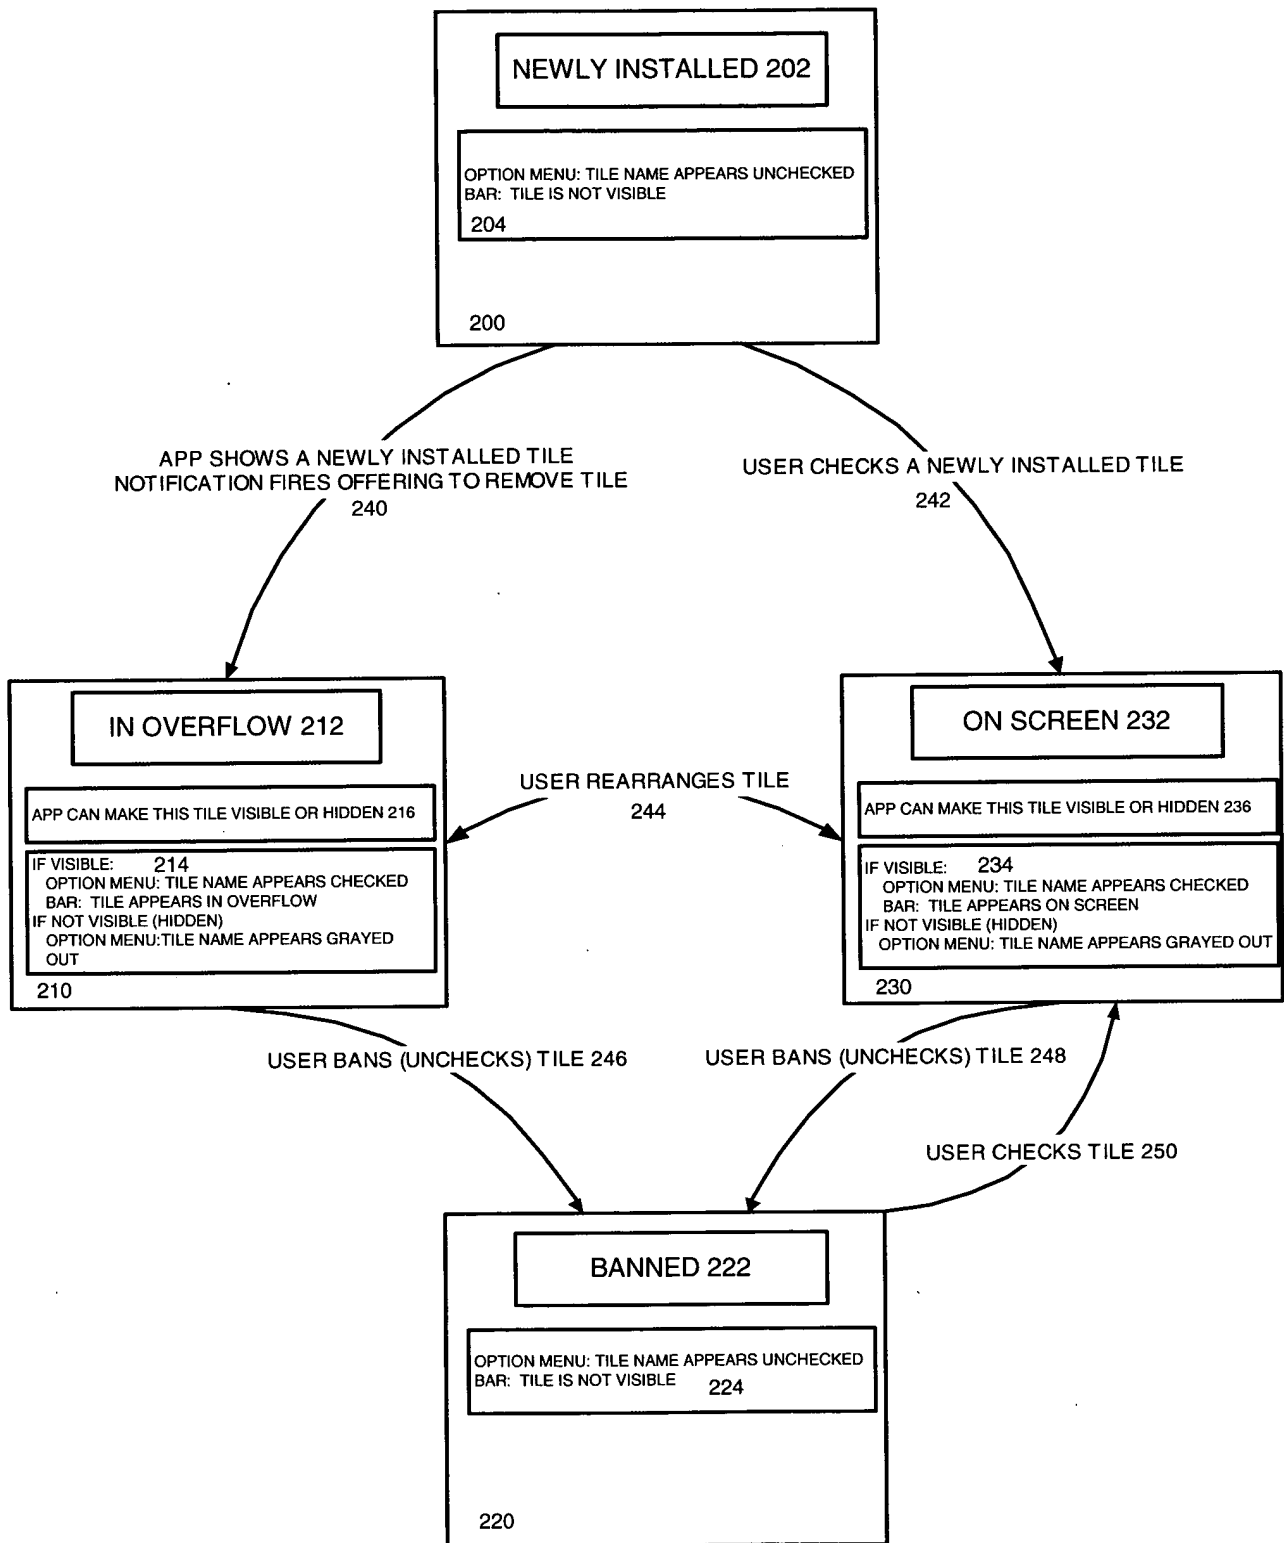 NEWLY INSTALLED 202
OPTION MENU: TILE NAME APPEARS UNCHECKED
BAR: TILE IS NOT VISIBLE
204
200
APP SHOWS A NEWLY INSTALLED TILE
NOTIFICATION FIRES OFFERING TO REMOVE TILE
240
USER CHECKS A NEWLY INSTALLED TILE
242
IN OVERFLOW 212
APP CAN MAKE THIS TILE VISIBLE OR HIDDEN 216
IF VISIBLE: 214
OPTION MENU: TILE NAME APPEARS CHECKED
BAR: TILE APPEARS IN OVERFLOW
IF NOT VISIBLE (HIDDEN)
OPTION MENU:TILE NAME APPEARS GRAYED
OUT
210
USER REARRANGES TILE
244
ON SCREEN 232
APP CAN MAKE THIS TILE VISIBLE OR HIDDEN 236
IF VISIBLE: 234
OPTION MENU: TILE NAME APPEARS CHECKED
BAR: TILE APPEARS ON SCREEN
IF NOT VISIBLE (HIDDEN)
OPTION MENU: TILE NAME APPEARS GRAYED OUT
230
USER BANS (UNCHECKS) TILE 246
USER BANS (UNCHECKS) TILE 248
USER CHECKS TILE 250
BANNED 222
OPTION MENU: TILE NAME APPEARS UNCHECKED
BAR: TILE IS NOT VISIBLE 224
220